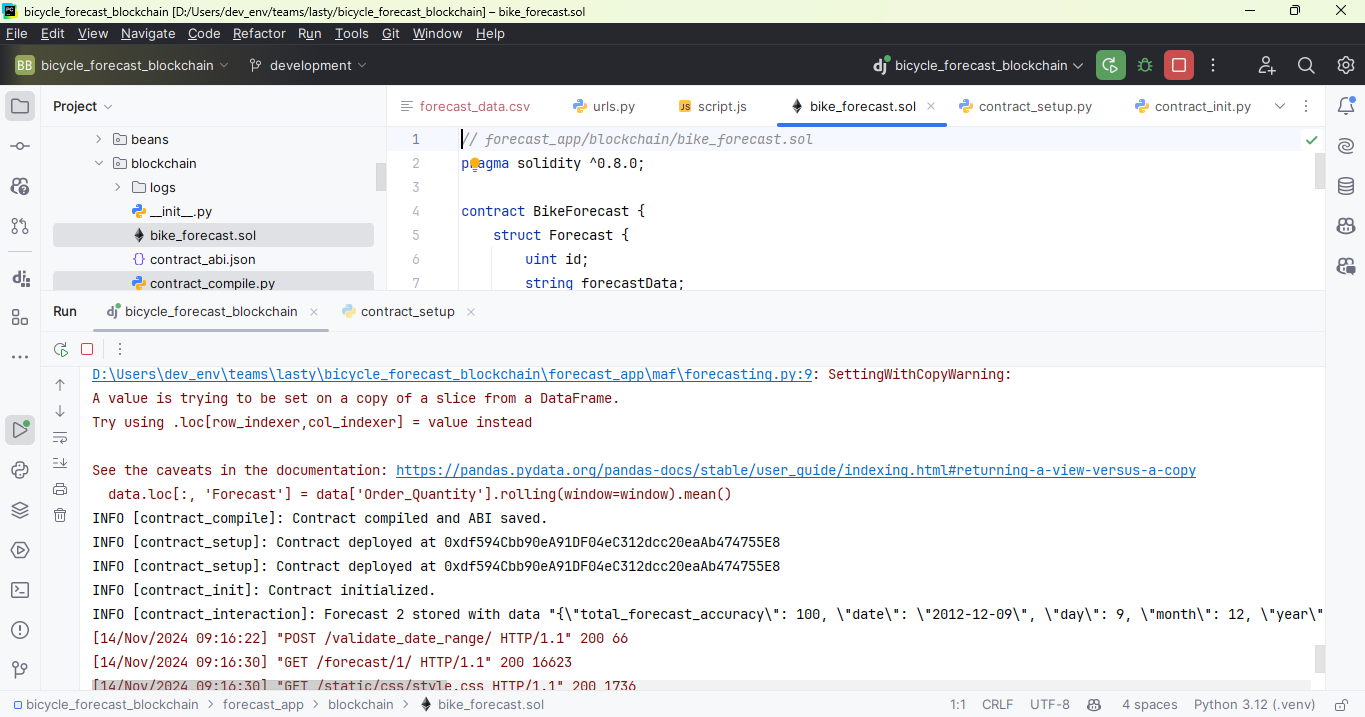 bicycle_forecast_blockchain [D:/Users/dev_env/teams/lasty/bicycle_forecast_blockchain] – bike_forecast.sol
File Edit View Navigate Code Refactor Run Tools Git Window Help
BB bicycle_forecast_blockchain development dj bicycle_forecast_blockchain
Project
forecast_data.csv urls.py JS script.js bike_forecast.sol contract_setup.py contract_init.py
beans
blockchain
logs
__init__.py
bike_forecast.sol
{} contract_abi.json
contract_compile.py
1 // forecast_app/blockchain/bike_forecast.sol
2 pragma solidity ^0.8.0;
3
4 contract BikeForecast {
5 struct Forecast {
6 uint id;
7 string forecastData;
Run dj bicycle_forecast_blockchain contract_setup
D:\Users\dev_env\teams\lasty\bicycle_forecast_blockchain\forecast_app\maf\forecasting.py:9: SettingWithCopyWarning:
A value is trying to be set on a copy of a slice from a DataFrame.
Try using .loc[row_indexer,col_indexer] = value instead
See the caveats in the documentation: https://pandas.pydata.org/pandas-docs/stable/user_guide/indexing.html#returning-a-view-versus-a-copy
data.loc[:, 'Forecast'] = data['Order_Quantity'].rolling(window=window).mean()
INFO [contract_compile]: Contract compiled and ABI saved.
INFO [contract_setup]: Contract deployed at 0xdf594Cbb90eA91DF04eC312dcc20eaAb474755E8
INFO [contract_setup]: Contract deployed at 0xdf594Cbb90eA91DF04eC312dcc20eaAb474755E8
INFO [contract_init]: Contract initialized.
INFO [contract_interaction]: Forecast 2 stored with data "{\"total_forecast_accuracy\": 100, \"date\": \"2012-12-09\", \"day\": 9, \"month\": 12, \"year\"
[14/Nov/2024 09:16:22] "POST /validate_date_range/ HTTP/1.1" 200 66
[14/Nov/2024 09:16:30] "GET /forecast/1/ HTTP/1.1" 200 16623
[14/Nov/2024 09:16:30] "GET /static/css/style.css HTTP/1.1" 200 1736
bicycle_forecast_blockchain > forecast_app > blockchain > bike_forecast.sol 1:1 CRLF UTF-8 4 spaces Python 3.12 (.venv)